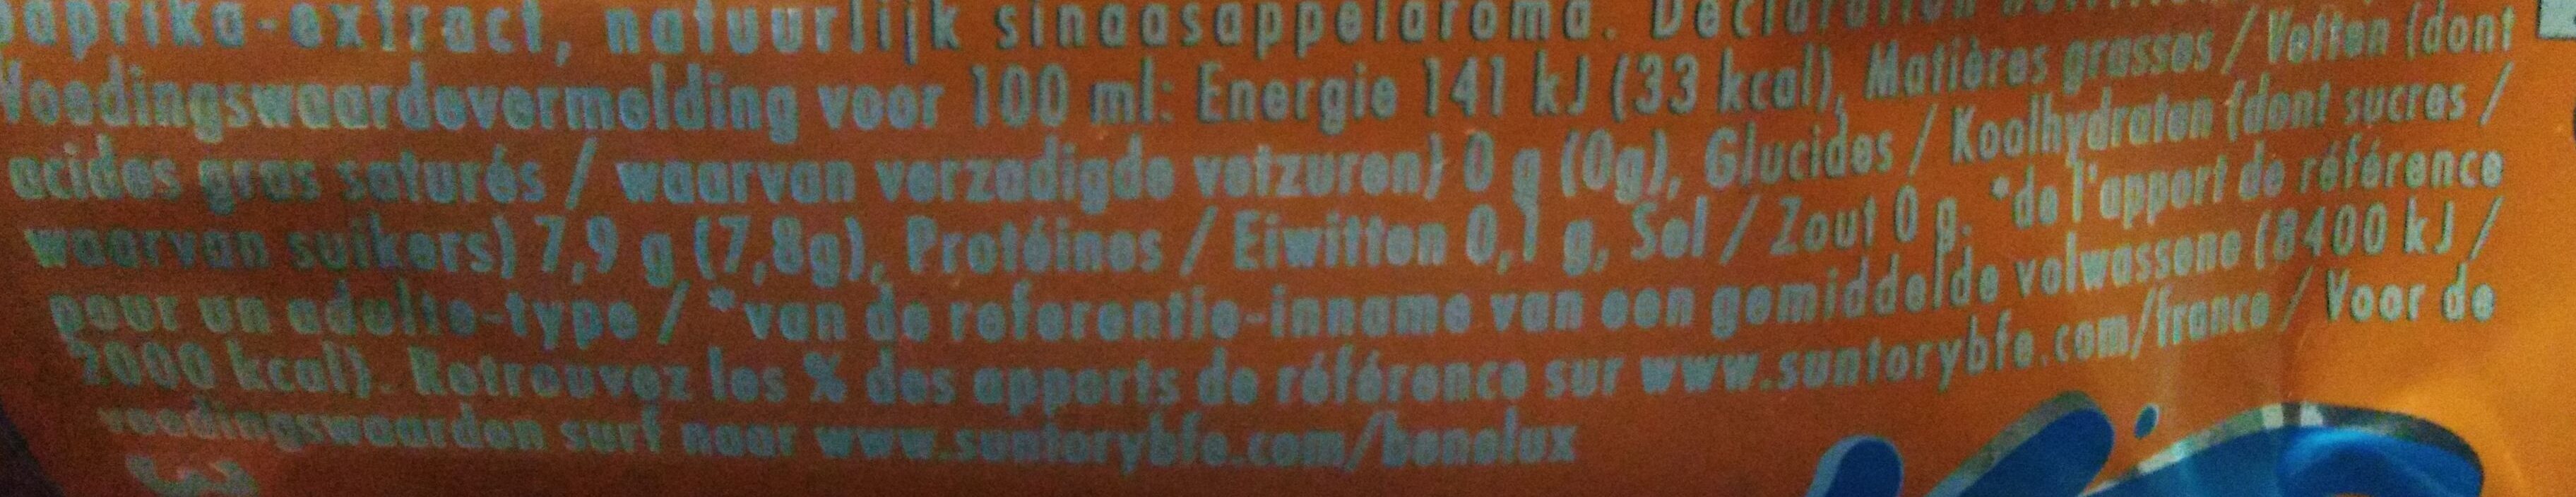 paprika-extract, natuurlijk sinaasappelaroma. Déclaration
Voedingswaardevermelding voor 100 ml: Energie 141 kJ (33 kcal), Matières grasses / Vetten (dont
acides gras saturés / waarvan verzadigde vetzuren) 0 g (0g), Glucides / Koolhydraten (dont sucres /
waarvan suikers) 7,9 g (7,8g), Protéines / Eiwitten 0,1 g, Sel / Zout 0 g. *de l'apport de référence
pour un adulte-type / *van de referentie-inname van een gemiddelde volwassene (8400 kJ /
2000 kcal). Retrouvez les % des apports de référence sur www.suntorybfe.com/france / Voor de
voedingswaarden surf naar www.suntorybfe.com/benelux